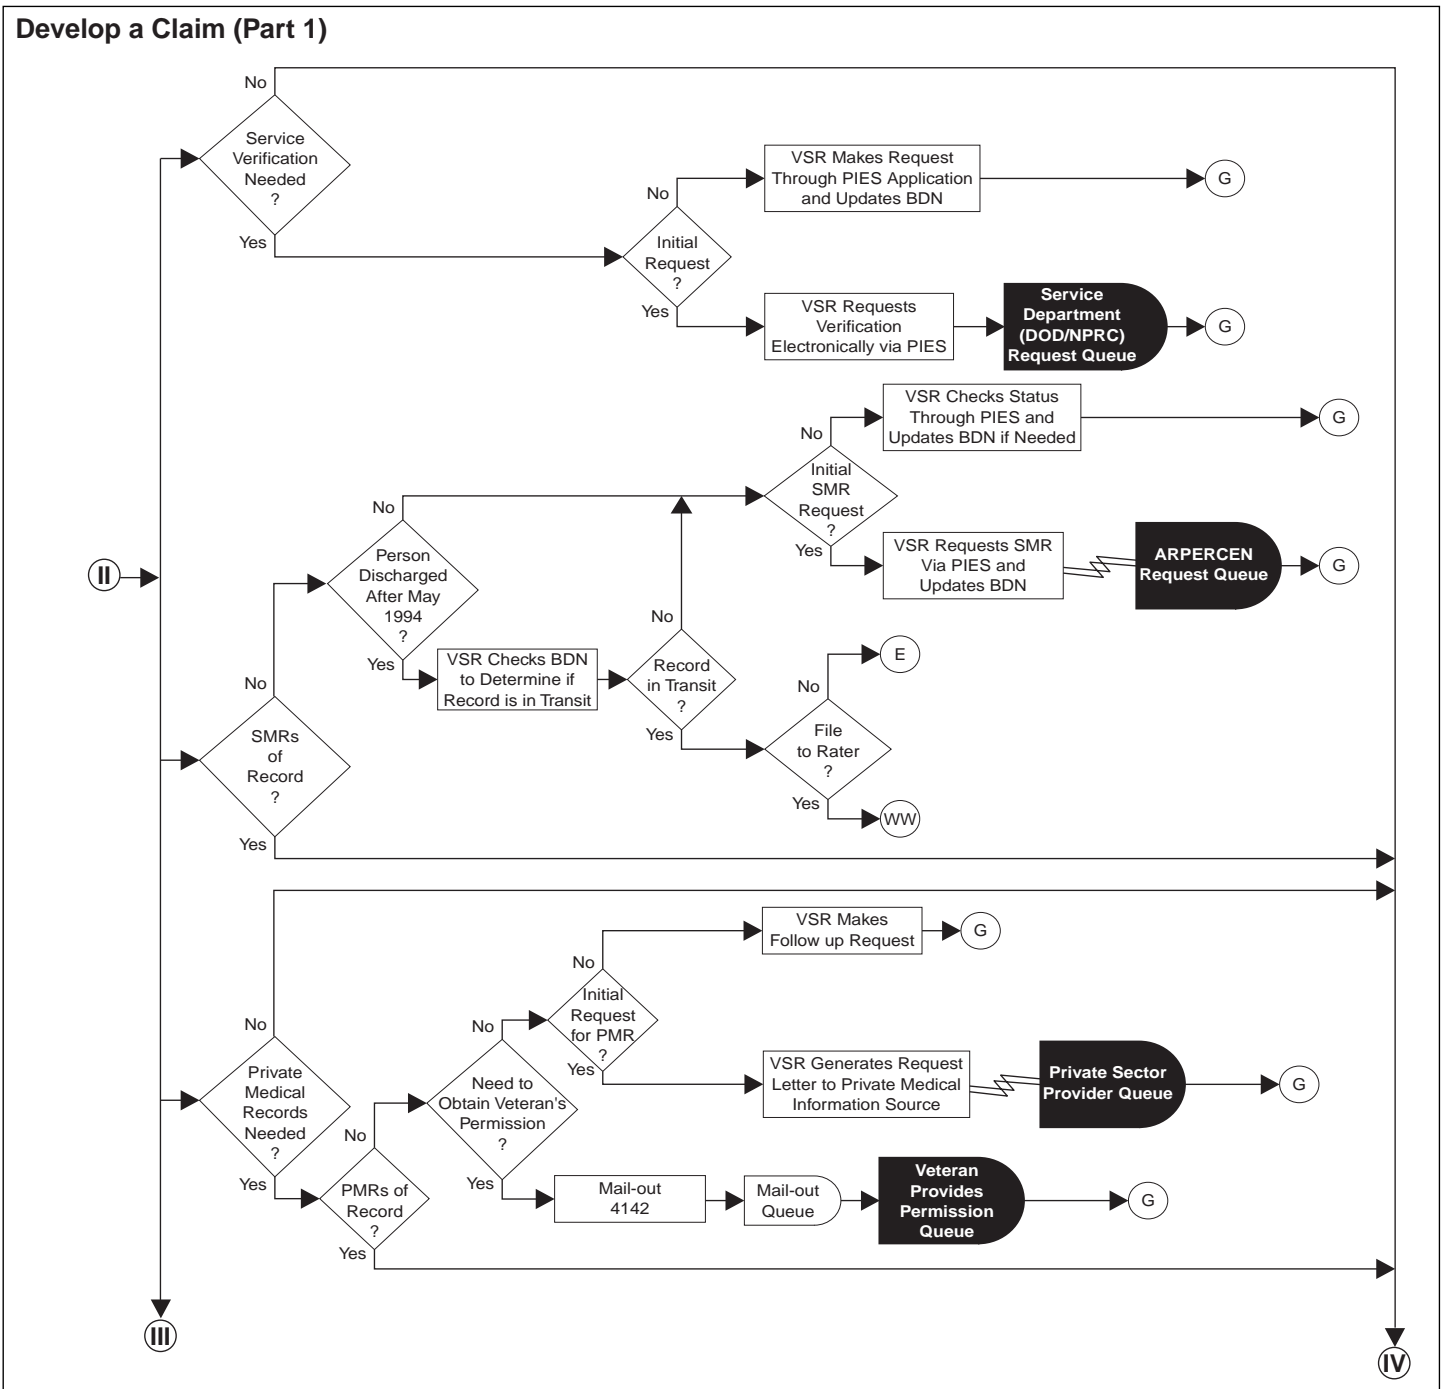 Develop a Claim (Part 1)
No
Service
Verification
Needed
?
Yes
No
Initial
Request
?
Yes
VSR Makes Request
Through PIES Application
and Updates BDN
G
VSR Requests
Verification
Electronically via PIES
Service
Department
(DOD/NPRC)
Request Queue
G
II
No
SMRs
of
Record
?
Yes
No
Person
Discharged
After May
1994
?
Yes
VSR Checks BDN
to Determine if
Record is in Transit
No
Record
in Transit
?
Yes
No
Initial
SMR
Request
?
Yes
VSR Checks Status
Through PIES and
Updates BDN if Needed
G
VSR Requests SMR
Via PIES and
Updates BDN
ARPERCEN
Request Queue
G
No
File
to Rater
?
Yes
E
WW
No
Private
Medical
Records
Needed
?
Yes
No
PMRs of
Record
?
Yes
No
Need to
Obtain Veteran's
Permission
?
Yes
No
Initial
Request
for PMR
?
Yes
VSR Makes
Follow up Request
G
VSR Generates Request
Letter to Private Medical
Information Source
Private Sector
Provider Queue
G
Mail-out
4142
Mail-out
Queue
Veteran
Provides
Permission
Queue
G
III
IV